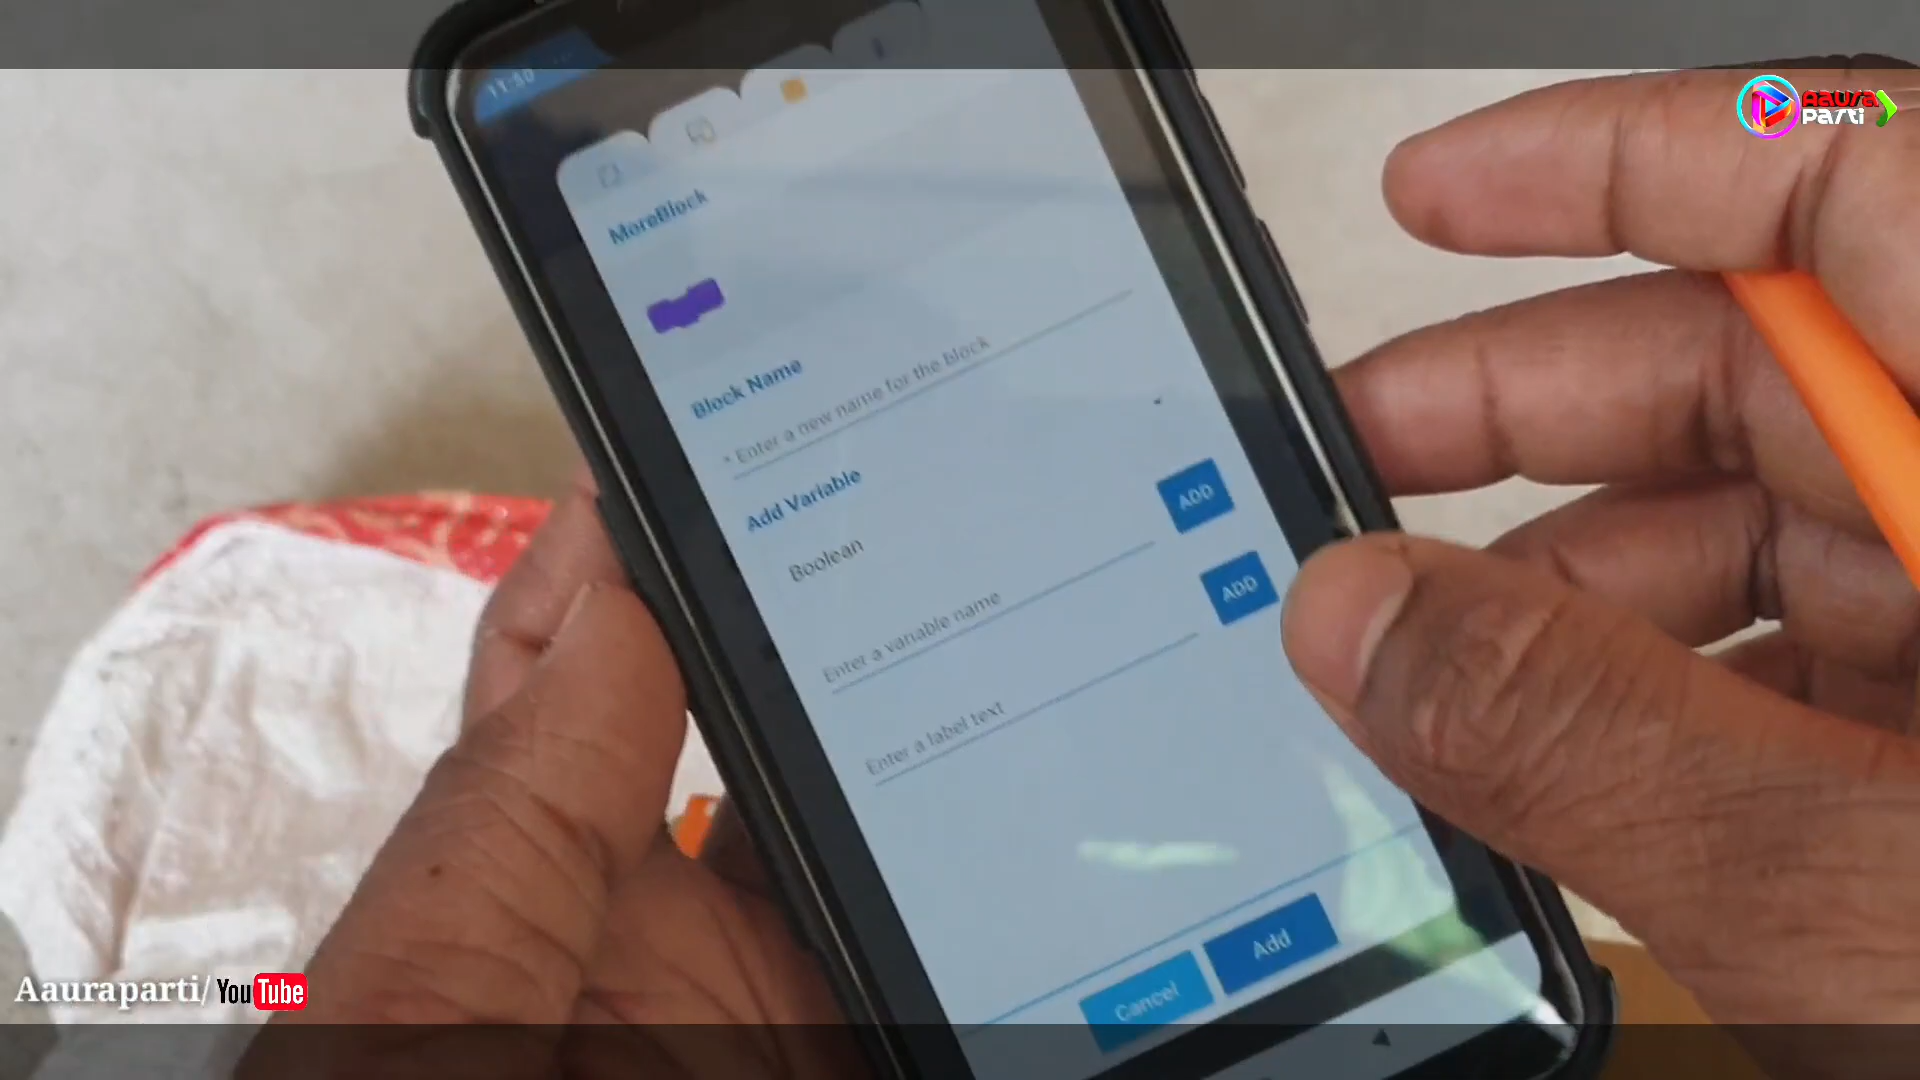 11:50
Aaura
Parti
MoreBlock
Block Name
* Enter a new name for the block
Add Variable
Boolean
ADD
Enter a variable name
ADD
Enter a label text
Cancel
Add
Aauraparti/YouTube